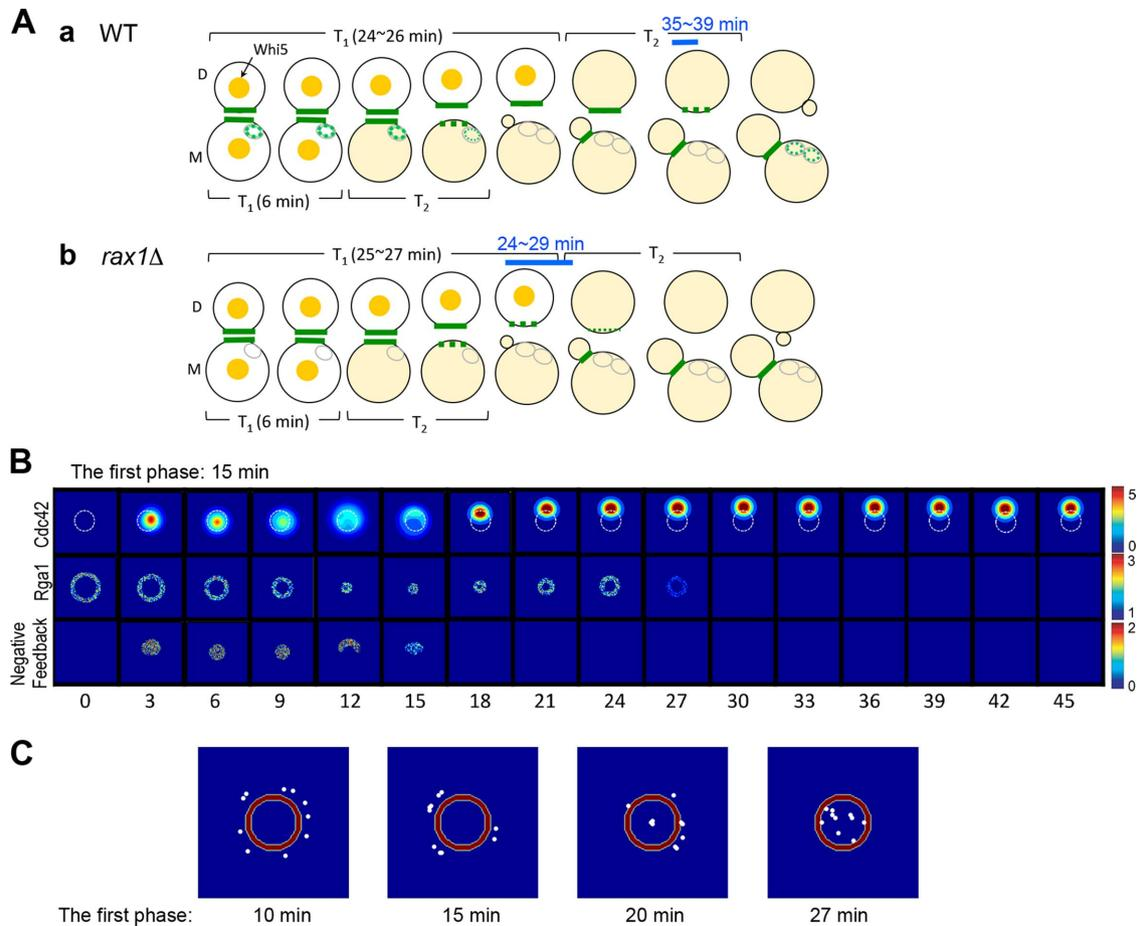 A
a WT
35~39 min
T1 (24~26 min)
T2
Whi5
D
M
T1 (6 min)
T2
b rax1Δ
24~29 min
T1 (25~27 min)
T2
D
M
T1 (6 min)
T2
B
The first phase: 15 min
Cdc42
5
0
Rga1
3
1
Negative
Feedback
2
0
0 3 6 9 12 15 18 21 24 27 30 33 36 39 42 45
C
The first phase: 10 min 15 min 20 min 27 min